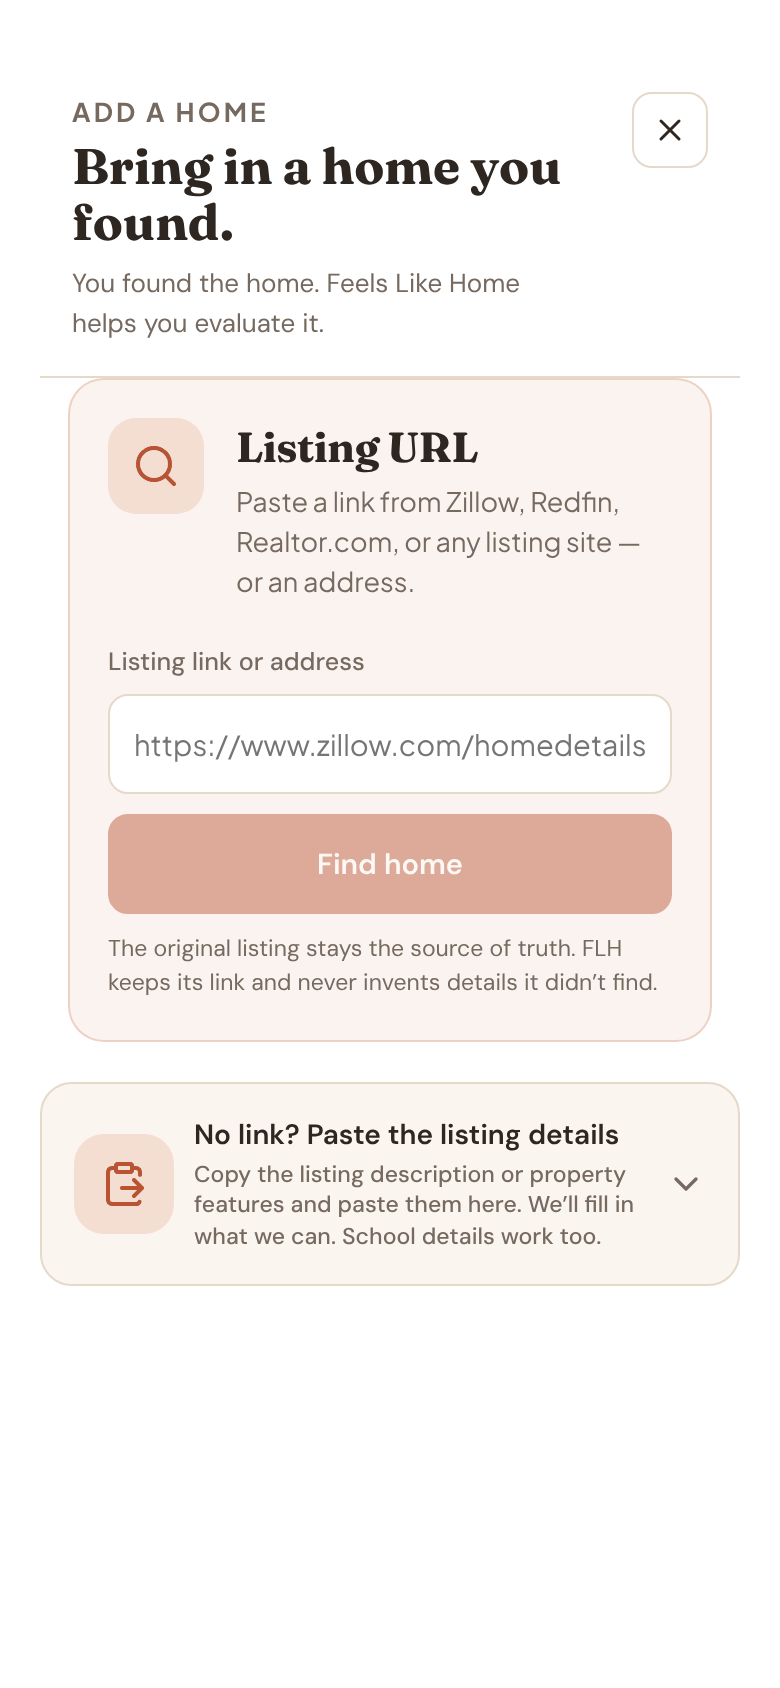 ADD A HOME
Bring in a home you
found.
You found the home. Feels Like Home
helps you evaluate it.
Listing URL
Paste a link from Zillow, Redfin,
Realtor.com, or any listing site —
or an address.
Listing link or address
https://www.zillow.com/homedetails
Find home
The original listing stays the source of truth. FLH
keeps its link and never invents details it didn’t find.
No link? Paste the listing details
Copy the listing description or property
features and paste them here. We’ll fill in
what we can. School details work too.